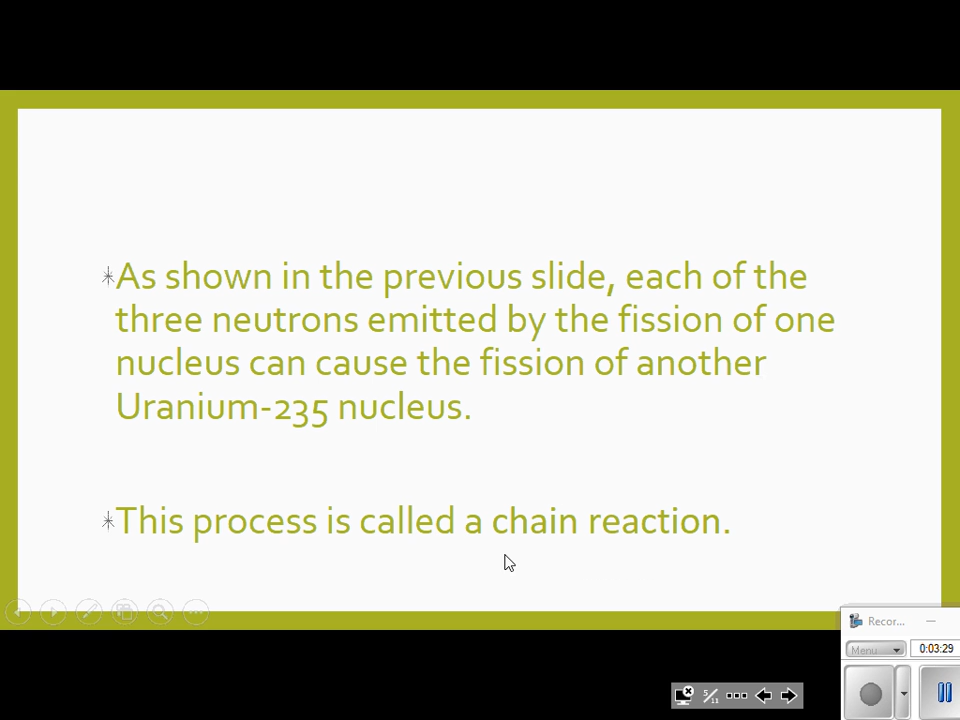 As shown in the previous slide, each of the
three neutrons emitted by the fission of one
nucleus can cause the fission of another
Uranium-235 nucleus.
This process is called a chain reaction.
Recor...
Menu
0:03:29
5/11